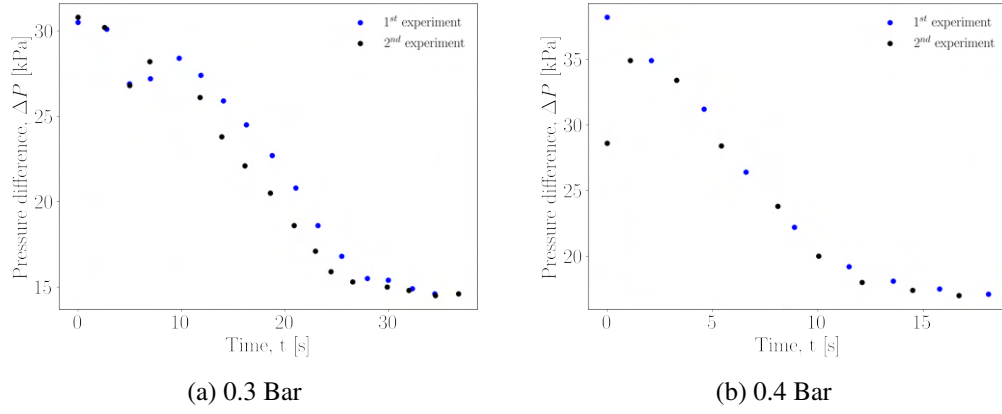 30
25
20
15
0
10
20
30
Pressure difference, ΔP [kPa]
Time, t [s]
1st experiment
2nd experiment
(a) 0.3 Bar
40
35
30
25
20
0
5
10
15
Pressure difference, ΔP [kPa]
Time, t [s]
1st experiment
2nd experiment
(b) 0.4 Bar